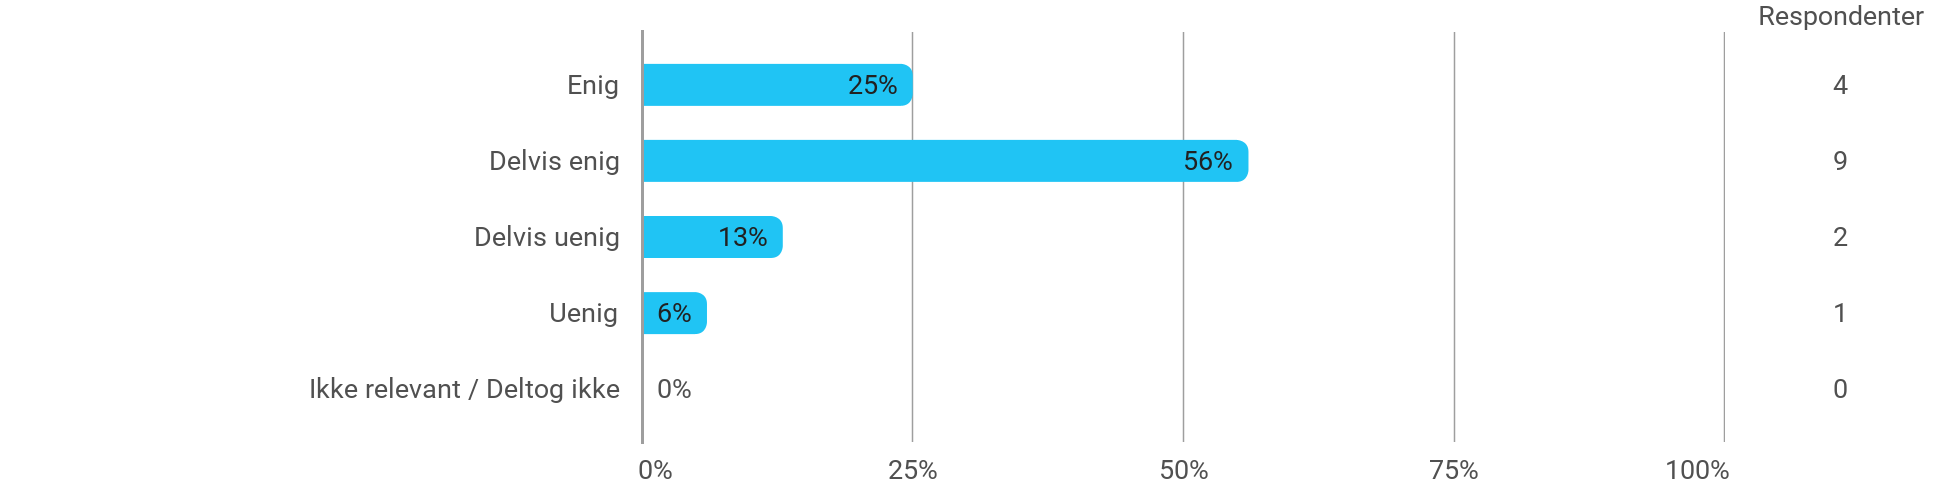 Respondenter
Enig 25% 4
Delvis enig 56% 9
Delvis uenig 13% 2
Uenig 6% 1
Ikke relevant / Deltog ikke 0% 0
0% 25% 50% 75% 100%